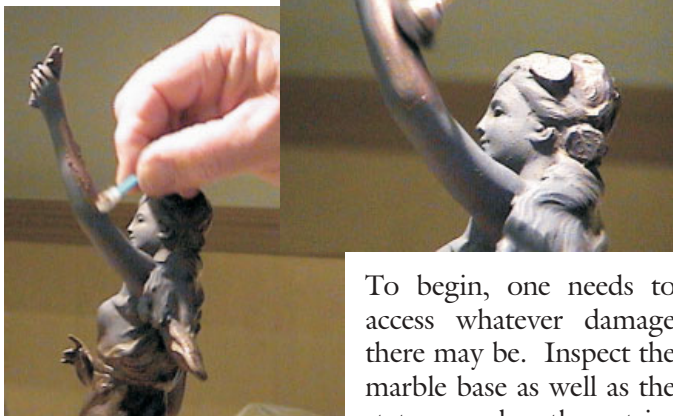 To begin, one needs to
access whatever damage
there may be. Inspect the
marble base as well as the